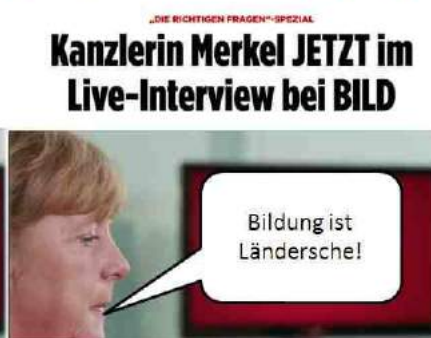 „DIE RICHTIGEN FRAGEN“-SPEZIAL
Kanzlerin Merkel JETZT im
Live-Interview bei BILD
Bildung ist
Ländersche!